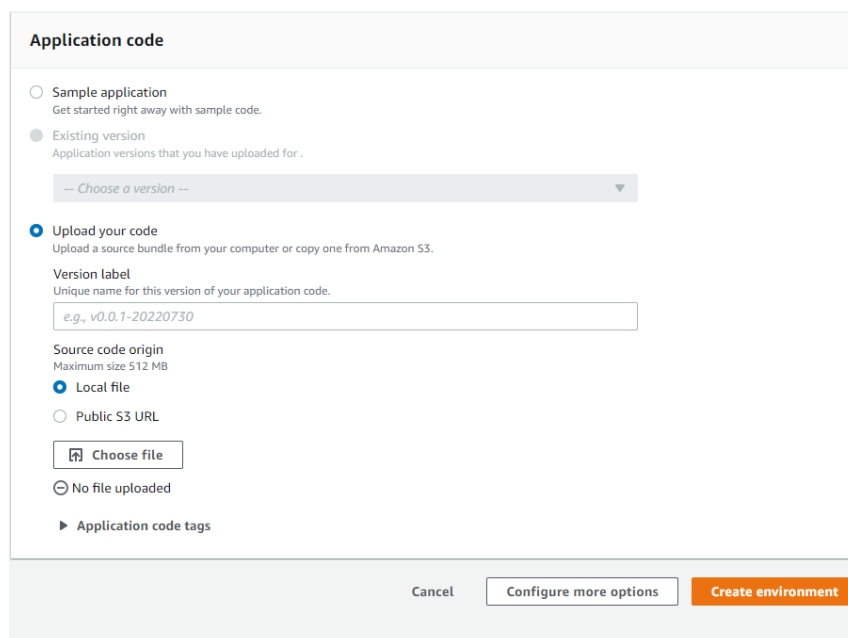 Application code
Sample application
Get started right away with sample code.
Existing version
Application versions that you have uploaded for .
-- Choose a version --
Upload your code
Upload a source bundle from your computer or copy one from Amazon S3.
Version label
Unique name for this version of your application code.
e.g., v0.0.1-20220730
Source code origin
Maximum size 512 MB
Local file
Public S3 URL
Choose file
No file uploaded
Application code tags
Cancel
Configure more options
Create environment